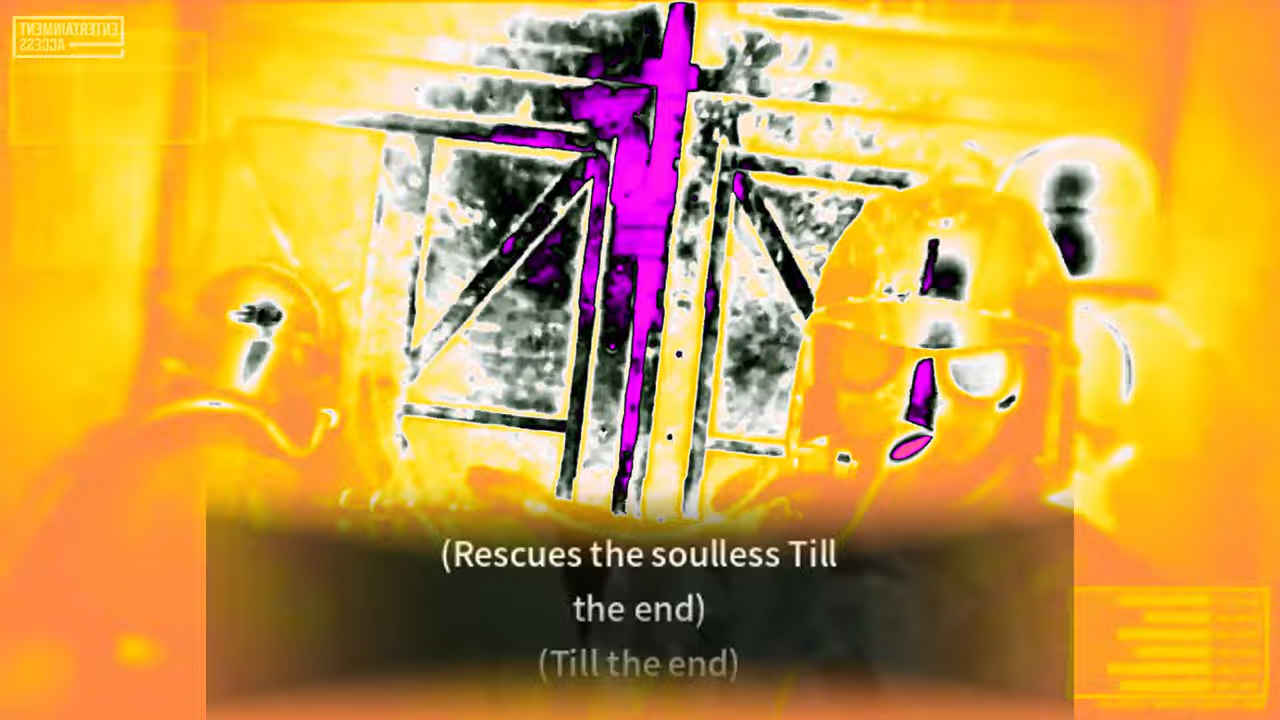 ENTERTAINMENT
ACCESS
(Rescues the soulless Till
the end)
(Till the end)